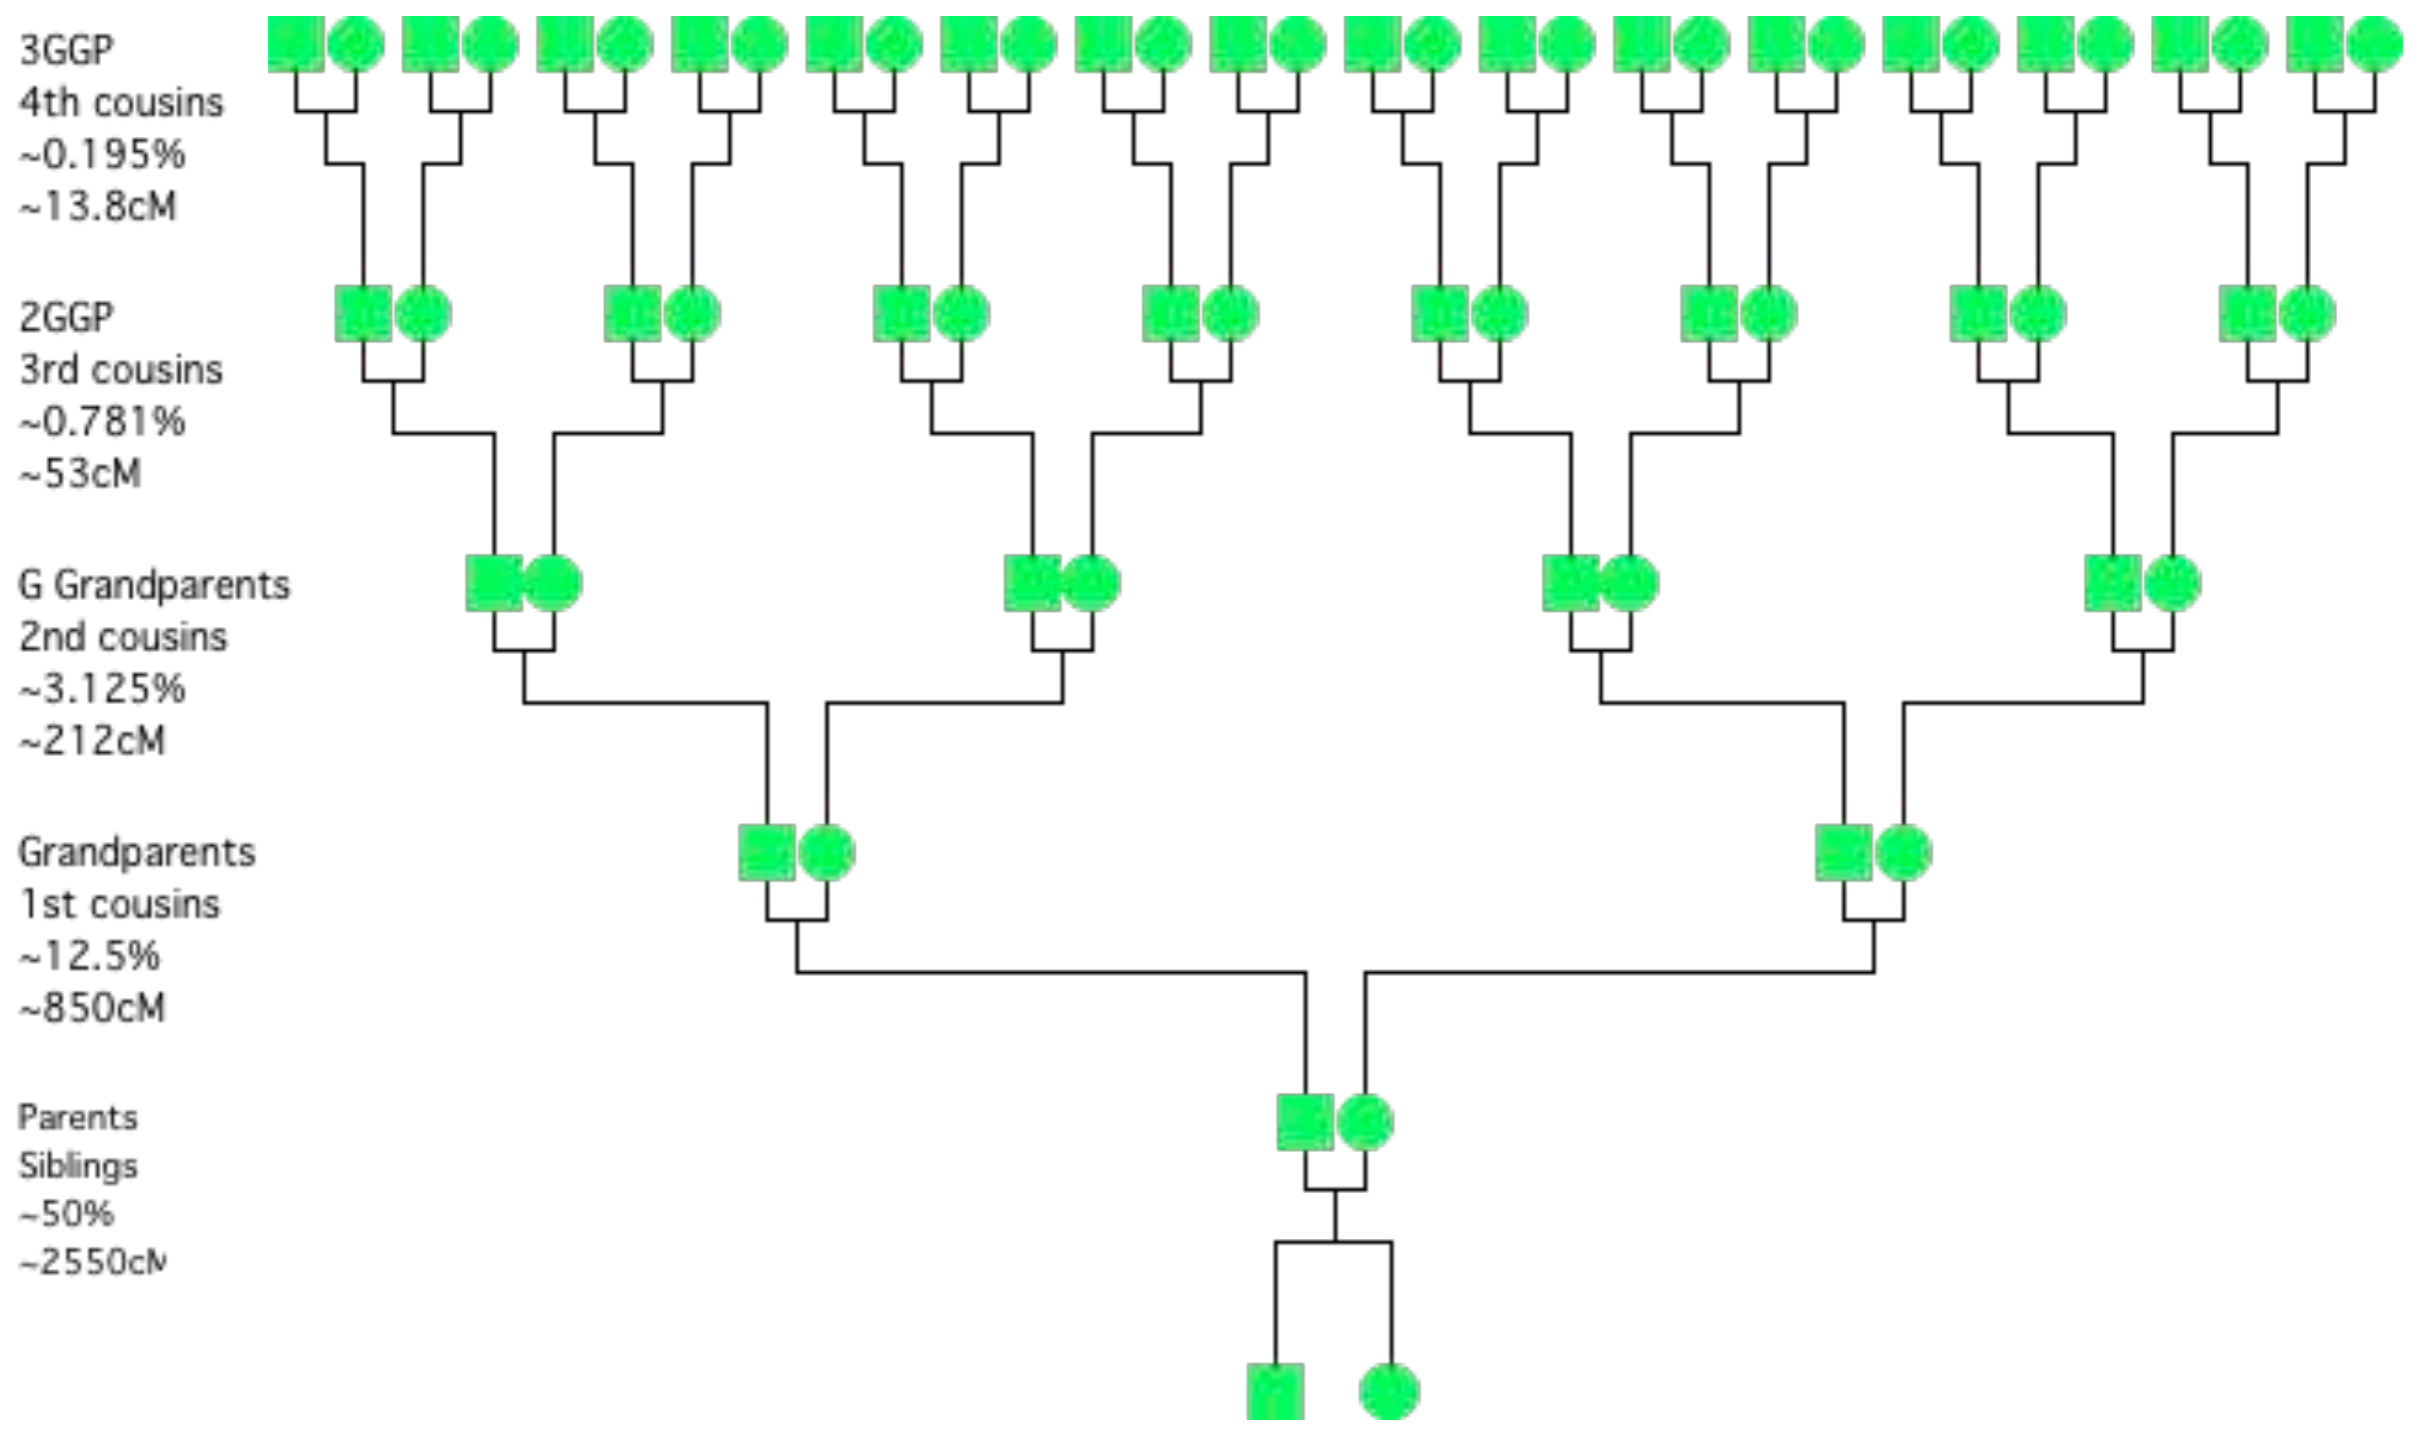 3GGP
4th cousins
~0.195%
~13.8cM
2GGP
3rd cousins
~0.781%
~53cM
G Grandparents
2nd cousins
~3.125%
~212cM
Grandparents
1st cousins
~12.5%
~850cM
Parents
Siblings
~50%
~2550cM